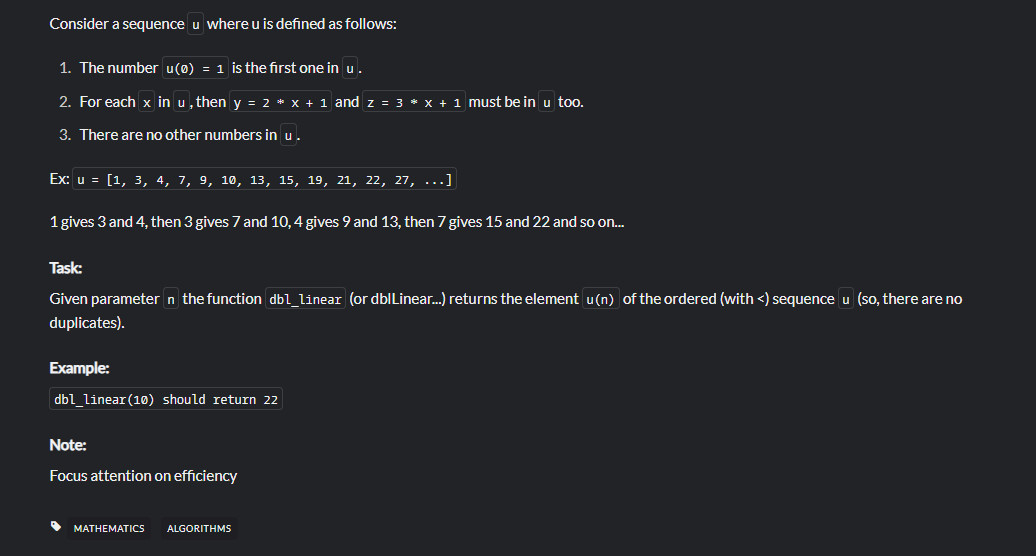 Consider a sequence u where u is defined as follows:
1. The number u(0) = 1 is the first one in u.
2. For each x in u, then y = 2 * x + 1 and z = 3 * x + 1 must be in u too.
3. There are no other numbers in u.
Ex: u = [1, 3, 4, 7, 9, 10, 13, 15, 19, 21, 22, 27, ...]
1 gives 3 and 4, then 3 gives 7 and 10, 4 gives 9 and 13, then 7 gives 15 and 22 and so on...
Task:
Given parameter n the function dbl_linear (or dblLinear...) returns the element u(n) of the ordered (with <) sequence u (so, there are no
duplicates).
Example:
dbl_linear(10) should return 22
Note:
Focus attention on efficiency
MATHEMATICS ALGORITHMS